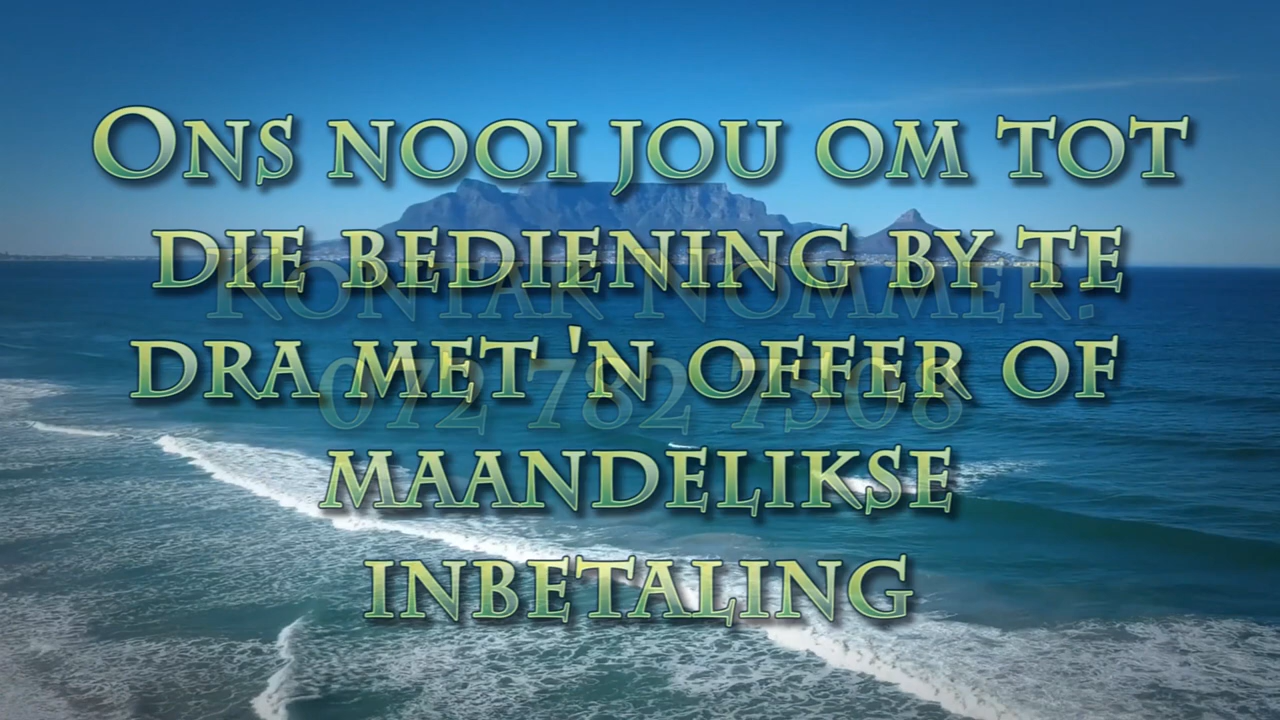 Ons nooi jou om tot
die bediening by te
Kontak Nommer:
dra met 'n offer of
072 782 7508
maandelikse
inbetaling